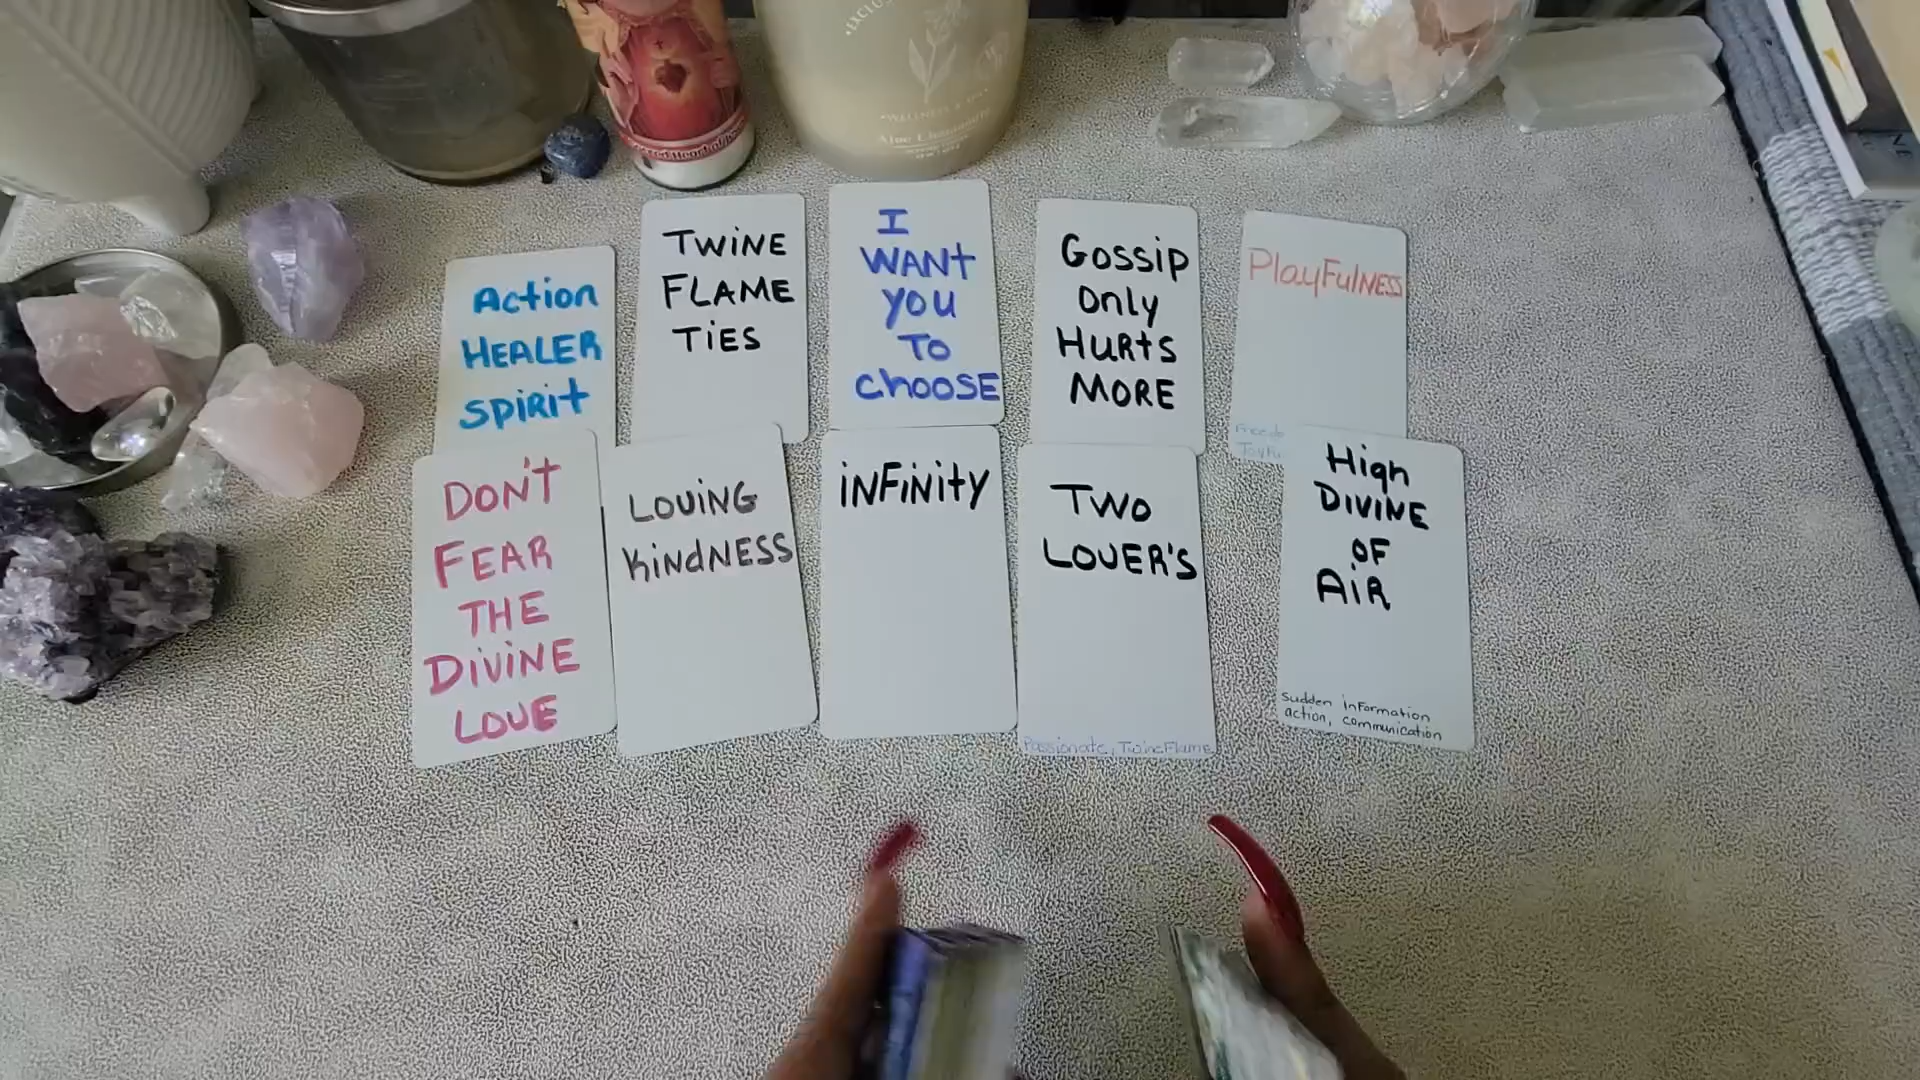 Action
HEALER
Spirit
TWiNE
FLAME
TiES
I
WANt
you
To
choosE
Gossip
Only
HURtS
MORE
PlayFulNESS
DON'T
FEAR
THE
DiViNE
LOVE
LOViNG
KiNdNESS
iNFiNitY
TWO
LOVER'S
Passionate, TwineFlame
High
DiViNE
OF
AiR
Sudden inFormation
action, communication